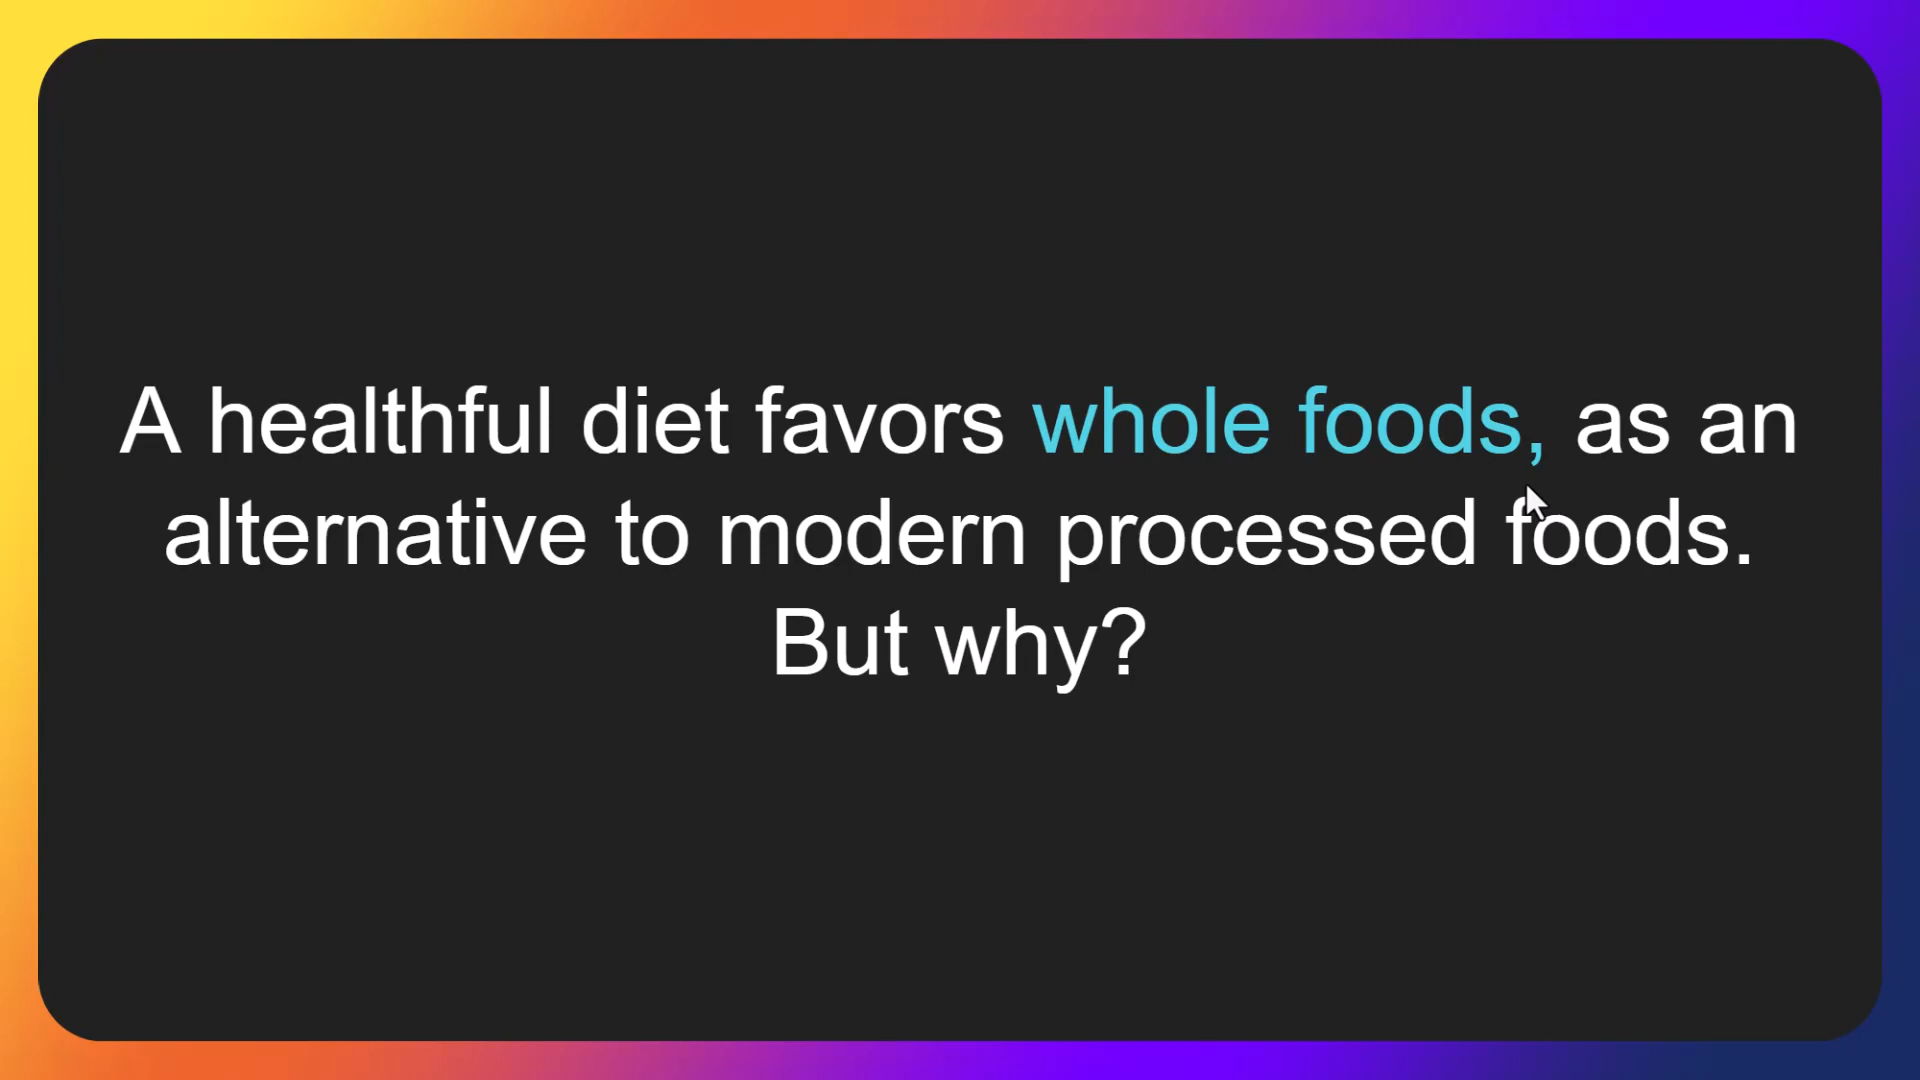 A healthful diet favors whole foods, as an
alternative to modern processed foods.
But why?